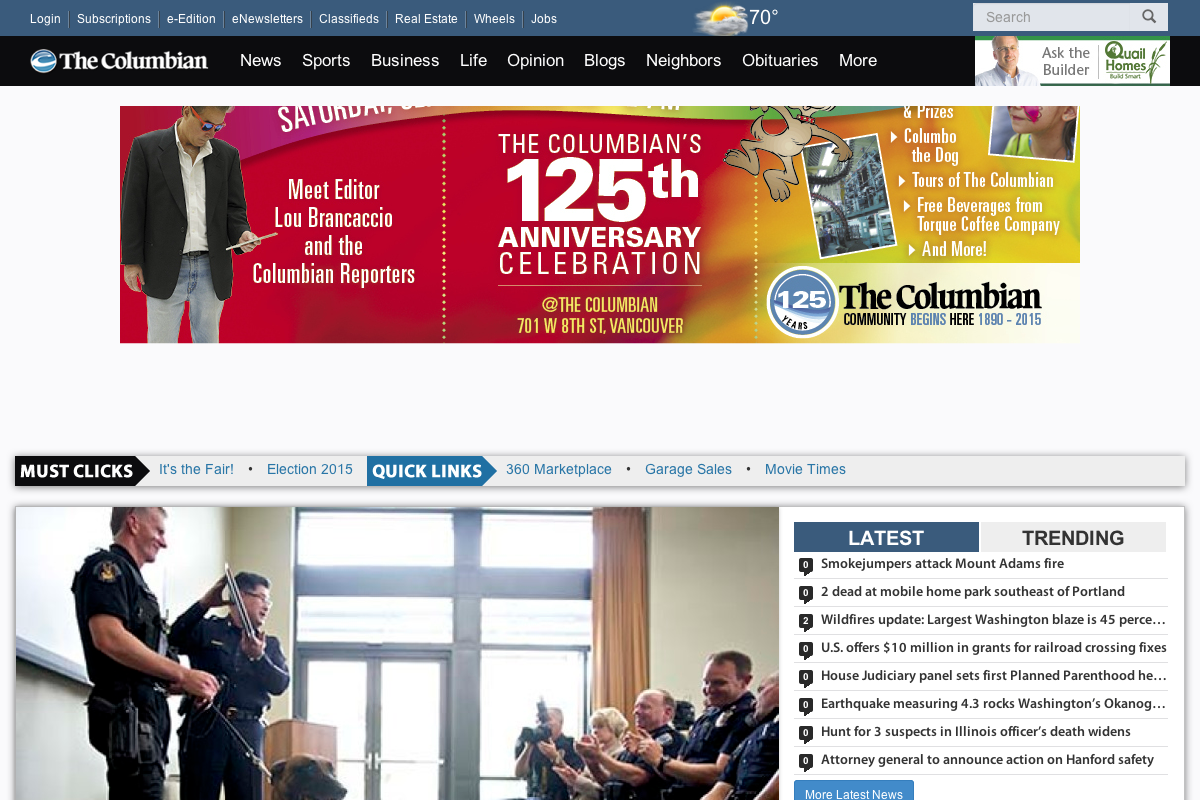 Login
Subscriptions
e-Edition
eNewsletters
Classifieds
Real Estate
Wheels
Jobs
70°
Search
The Columbian
News
Sports
Business
Life
Opinion
Blogs
Neighbors
Obituaries
More
Ask the
Builder
Quail
Homes
Build Smart
SATURDAY,
Meet Editor
Lou Brancaccio
and the
Columbian Reporters
THE COLUMBIAN'S
125th
ANNIVERSARY
CELEBRATION
@THE COLUMBIAN
701 W 8TH ST, VANCOUVER
& Prizes
Columbo
the Dog
Tours of The Columbian
Free Beverages from
Torque Coffee Company
And More!
125
YEARS
The Columbian
COMMUNITY BEGINS HERE 1890 - 2015
MUST CLICKS
It's the Fair!
•
Election 2015
QUICK LINKS
360 Marketplace
•
Garage Sales
•
Movie Times
LATEST
TRENDING
0 Smokejumpers attack Mount Adams fire
0 2 dead at mobile home park southeast of Portland
2 Wildfires update: Largest Washington blaze is 45 perce...
0 U.S. offers $10 million in grants for railroad crossing fixes
0 House Judiciary panel sets first Planned Parenthood he...
0 Earthquake measuring 4.3 rocks Washington's Okanog...
0 Hunt for 3 suspects in Illinois officer's death widens
0 Attorney general to announce action on Hanford safety
More Latest News